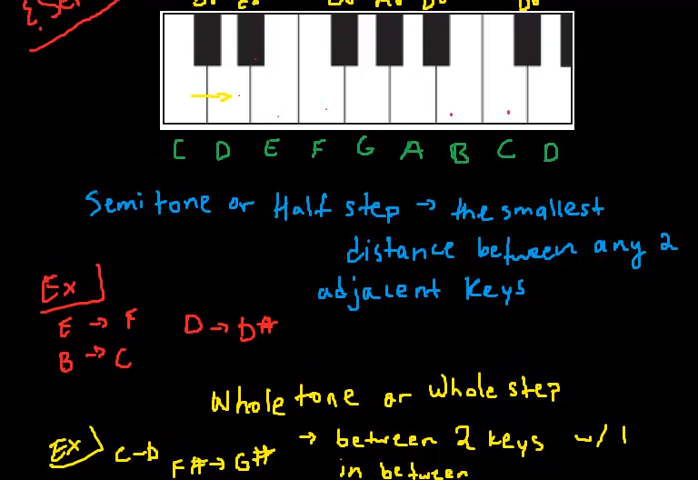 C D E F G A B C D
Semitone or Half step → the smallest
distance between any 2
adjacent keys
Ex
E → F D → D#
B → C
Whole tone or whole step
Ex C-D F#→G# → between 2 keys w/ 1
in between